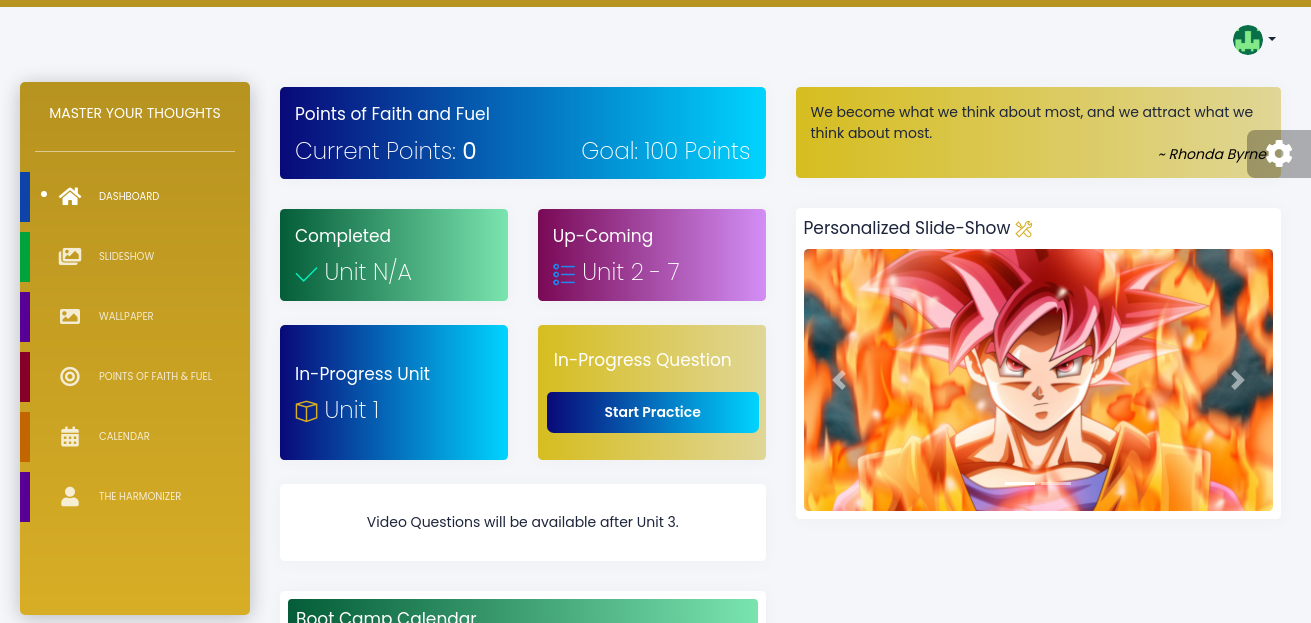 MASTER YOUR THOUGHTS
DASHBOARD
SLIDESHOW
WALLPAPER
POINTS OF FAITH & FUEL
CALENDAR
THE HARMONIZER
Points of Faith and Fuel
Current Points: 0
Goal: 100 Points
Completed
Unit N/A
Up-Coming
Unit 2 - 7
In-Progress Unit
Unit 1
In-Progress Question
Start Practice
Video Questions will be available after Unit 3.
Boot Camp Calendar
We become what we think about most, and we attract what we
think about most.
~ Rhonda Byrne
Personalized Slide-Show